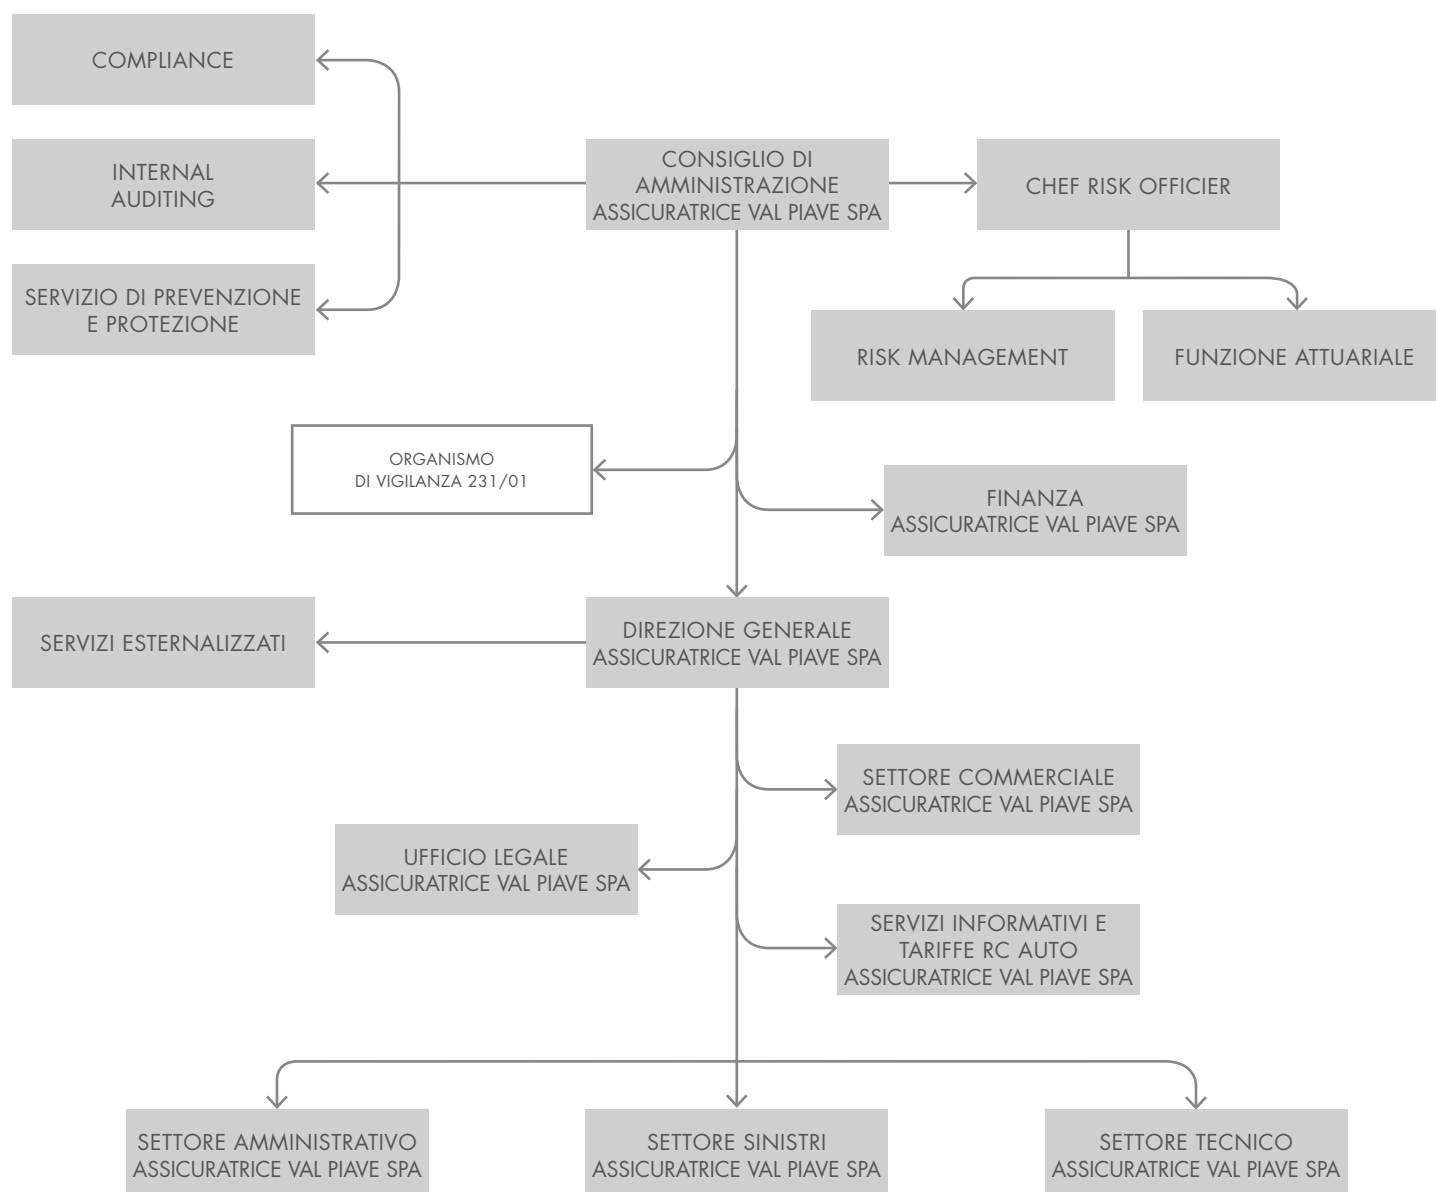 COMPLIANCE
INTERNAL
AUDITING
CONSIGLIO DI
AMMINISTRAZIONE
ASSICURATRICE VAL PIAVE SPA
CHEF RISK OFFICIER
SERVIZIO DI PREVENZIONE
E PROTEZIONE
RISK MANAGEMENT
FUNZIONE ATTUARIALE
ORGANISMO
DI VIGILANZA 231/01
FINANZA
ASSICURATRICE VAL PIAVE SPA
SERVIZI ESTERNALIZZATI
DIREZIONE GENERALE
ASSICURATRICE VAL PIAVE SPA
SETTORE COMMERCIALE
ASSICURATRICE VAL PIAVE SPA
UFFICIO LEGALE
ASSICURATRICE VAL PIAVE SPA
SERVIZI INFORMATIVI E
TARIFFE RC AUTO
ASSICURATRICE VAL PIAVE SPA
SETTORE AMMINISTRATIVO
ASSICURATRICE VAL PIAVE SPA
SETTORE SINISTRI
ASSICURATRICE VAL PIAVE SPA
SETTORE TECNICO
ASSICURATRICE VAL PIAVE SPA